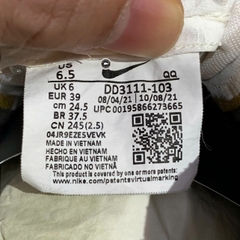 US 6.5
UK 6
EUR 39
cm 24.5
BR 37.5
CN 245(2.5)
DD3111-103
08/04/21 10/08/21
UPC 00195866273665
04JR9EZE5VEVK
MADE IN VIETNAM
HECHO EN VIETNAM
FABRIQUE AU VIETNAM
FABRICADO NO VIETNÃ
www.nike.com/patentsvirtualmarking